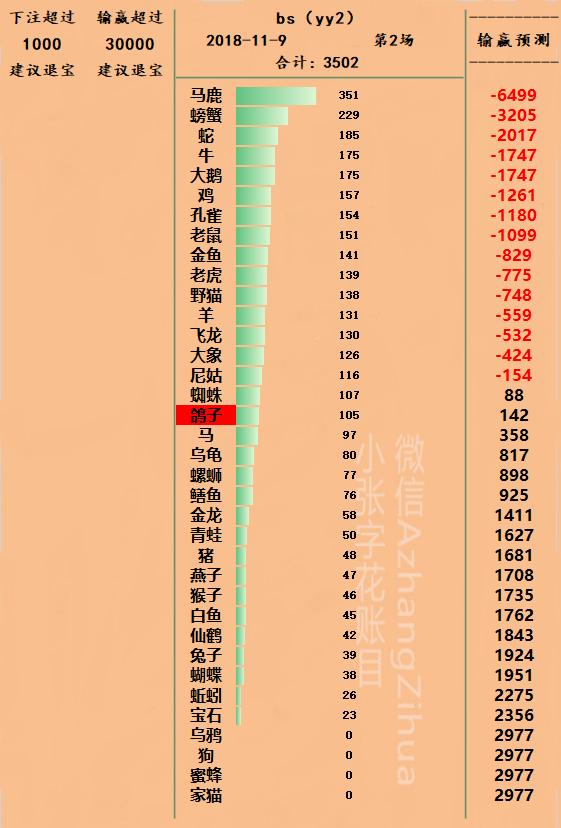 下注超过 输赢超过
1000 30000
建议退宝 建议退宝
bs（yy2）
2018-11-9 第2场
合计：3502
输赢预测
马鹿 351 -6499
螃蟹 229 -3205
蛇 185 -2017
牛 175 -1747
大鹅 175 -1747
鸡 157 -1261
孔雀 154 -1180
老鼠 151 -1099
金鱼 141 -829
老虎 139 -775
野猫 138 -748
羊 131 -559
飞龙 130 -532
大象 126 -424
尼姑 116 -154
蜘蛛 107 88
鸽子 105 142
马 97 358
乌龟 80 817
螺蛳 77 898
鳝鱼 76 925
金龙 58 1411
青蛙 50 1627
猪 48 1681
燕子 47 1708
猴子 46 1735
白鱼 45 1762
仙鹤 42 1843
兔子 39 1924
蝴蝶 38 1951
蚯蚓 26 2275
宝石 23 2356
乌鸦 0 2977
狗 0 2977
蜜蜂 0 2977
家猫 0 2977
微信AzhangZihua
小张字花账目